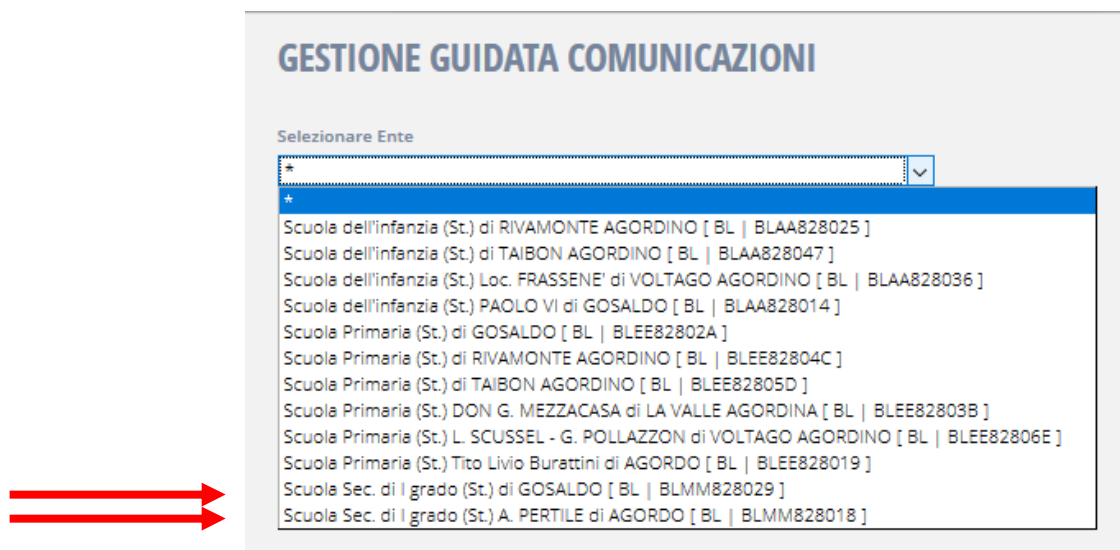 GESTIONE GUIDATA COMUNICAZIONI
Selezionare Ente
*
*
Scuola dell'infanzia (St.) di RIVAMONTE AGORDINO [ BL | BLAA828025 ]
Scuola dell'infanzia (St.) di TAIBON AGORDINO [ BL | BLAA828047 ]
Scuola dell'infanzia (St.) Loc. FRASSENE' di VOLTAGO AGORDINO [ BL | BLAA828036 ]
Scuola dell'infanzia (St.) PAOLO VI di GOSALDO [ BL | BLAA828014 ]
Scuola Primaria (St.) di GOSALDO [ BL | BLEE82802A ]
Scuola Primaria (St.) di RIVAMONTE AGORDINO [ BL | BLEE82804C ]
Scuola Primaria (St.) di TAIBON AGORDINO [ BL | BLEE82805D ]
Scuola Primaria (St.) DON G. MEZZACASA di LA VALLE AGORDINA [ BL | BLEE82803B ]
Scuola Primaria (St.) L. SCUSSEL - G. POLLAZZON di VOLTAGO AGORDINO [ BL | BLEE82806E ]
Scuola Primaria (St.) Tito Livio Burattini di AGORDO [ BL | BLEE828019 ]
Scuola Sec. di I grado (St.) di GOSALDO [ BL | BLMM828029 ]
Scuola Sec. di I grado (St.) A. PERTILE di AGORDO [ BL | BLMM828018 ]